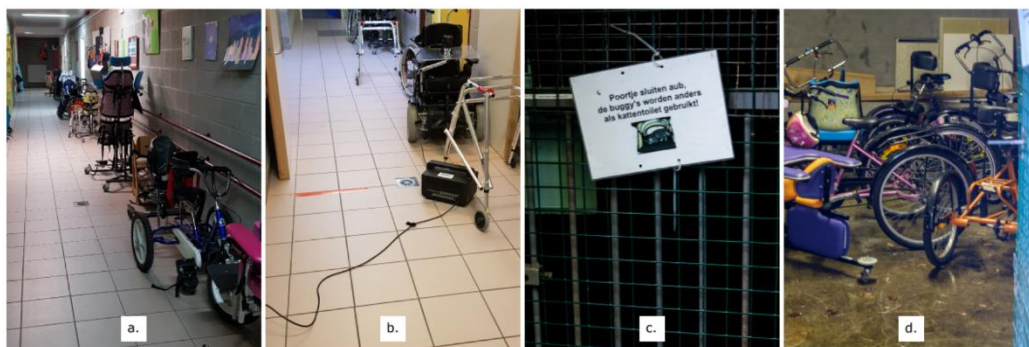 Poortje sluiten aub,
de buggy's worden anders
als kattentoilet gebruikt!
a.
b.
c.
d.